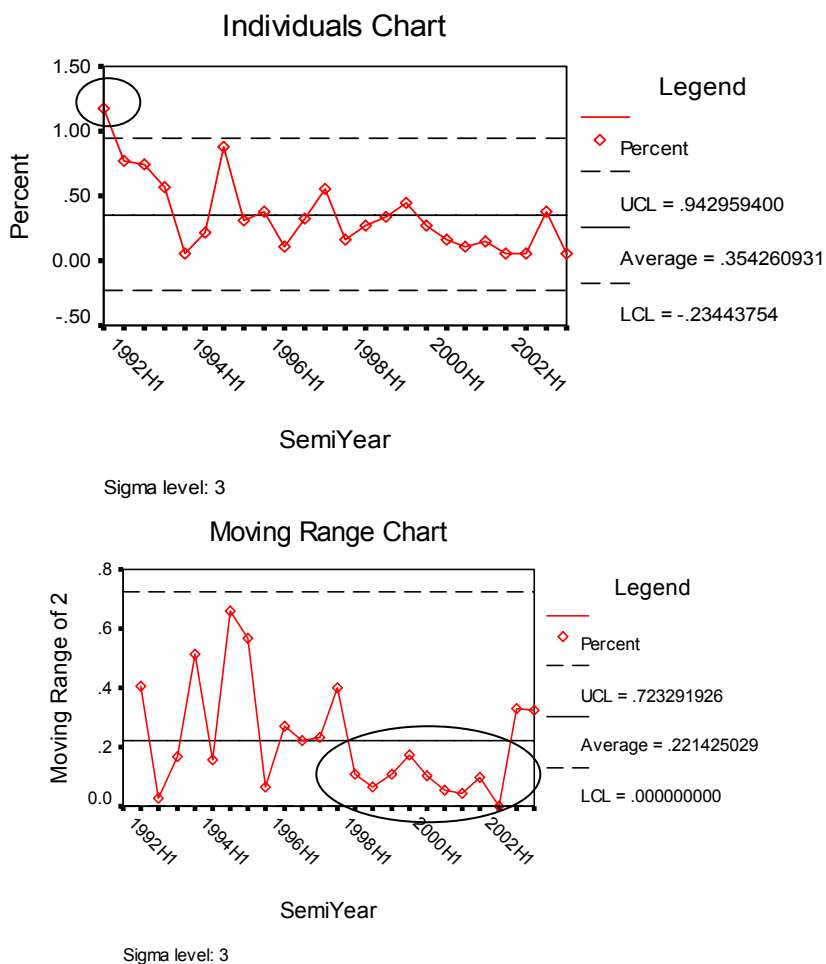 Individuals Chart
1.50
1.00
.50
0.00
-.50
Percent
1992H1
1994H1
1996H1
1998H1
2000H1
2002H1
SemiYear
Sigma level: 3
Legend
Percent
UCL = .942959400
Average = .354260931
LCL = -.23443754
Moving Range Chart
.8
.6
.4
.2
0.0
Moving Range of 2
1992H1
1994H1
1996H1
1998H1
2000H1
2002H1
SemiYear
Sigma level: 3
Legend
Percent
UCL = .723291926
Average = .221425029
LCL = .000000000